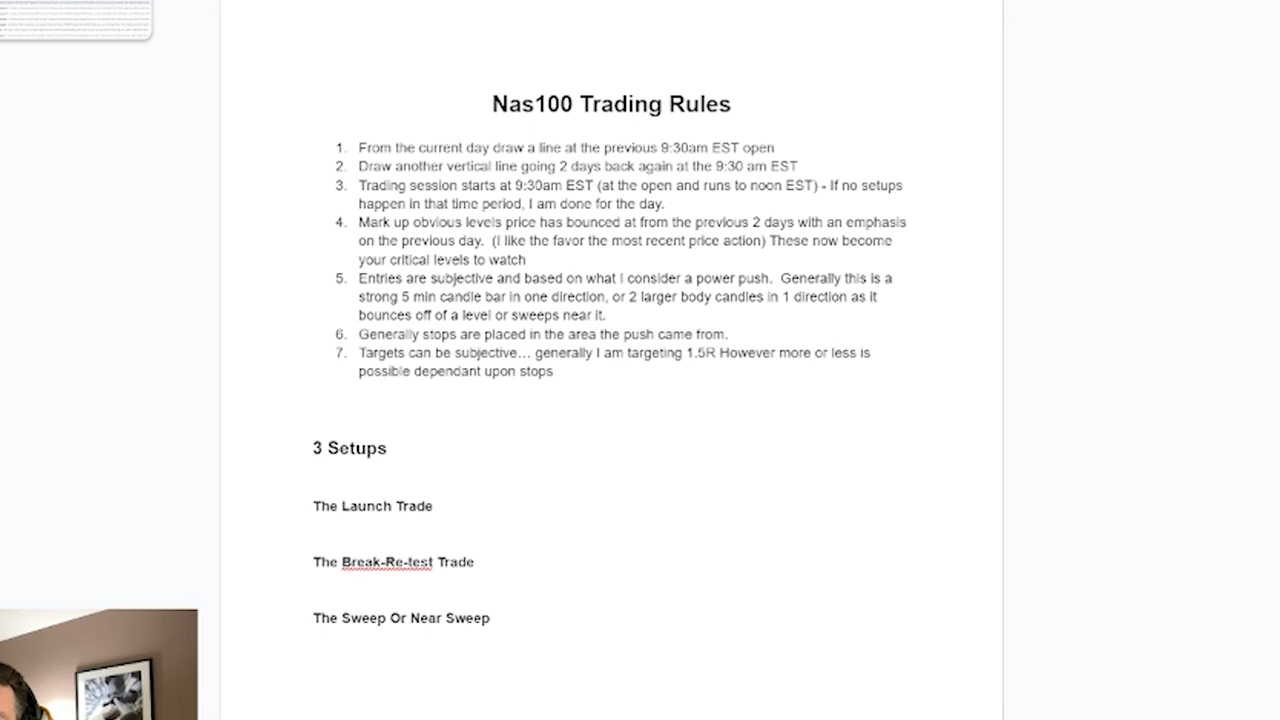 Nas100 Trading Rules
1. From the current day draw a line at the previous 9:30am EST open
2. Draw another vertical line going 2 days back again at the 9:30 am EST
3. Trading session starts at 9:30am EST (at the open and runs to noon EST) - If no setups
happen in that time period, I am done for the day.
4. Mark up obvious levels price has bounced at from the previous 2 days with an emphasis
on the previous day. (I like the favor the most recent price action) These now become
your critical levels to watch
5. Entries are subjective and based on what I consider a power push. Generally this is a
strong 5 min candle bar in one direction, or 2 larger body candles in 1 direction as it
bounces off of a level or sweeps near it.
6. Generally stops are placed in the area the push came from.
7. Targets can be subjective… generally I am targeting 1.5R However more or less is
possible dependant upon stops
3 Setups
The Launch Trade
The Break-Re-test Trade
The Sweep Or Near Sweep